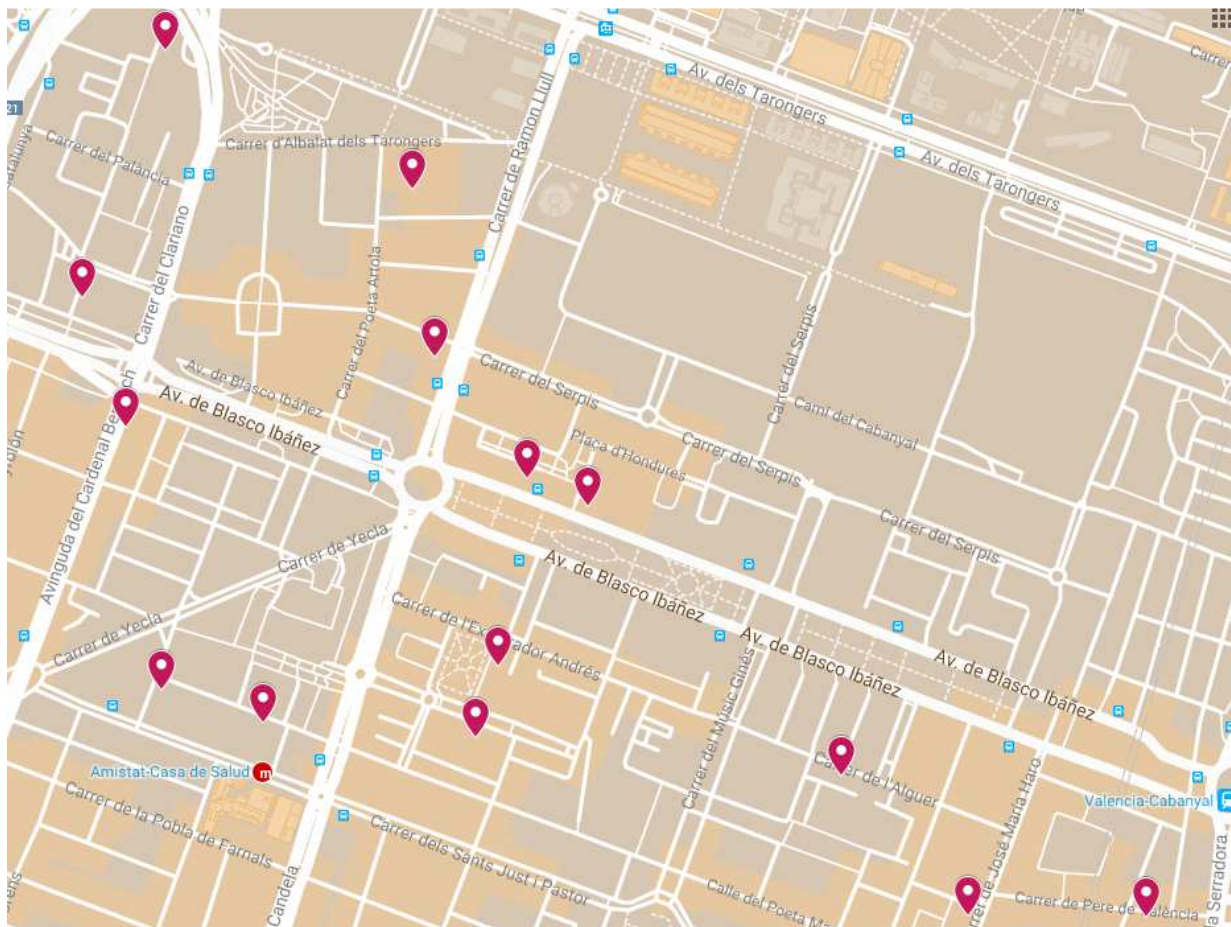 Carrer
Av. dels Tarongers
21
Carrer del Palància
Carrer d'Albalat dels Tarongers
Carrer de Ramon Llull
Av. dels Tarongers
Carrer del Clariano
Carrer del Poeta Artola
Carrer del Serpis
Carrer del Serpis
Av. de Blasco Ibáñez
Av. de Blasco Ibáñez
Camí del Cabanyal
Plaça d'Hondures
Carrer del Serpis
Avinguda del Cardenal Ben
Carrer de Yecla
Carrer del Serpis
Av. de Blasco Ibáñez
Carrer de Yecla
Av. de Blasco Ibáñez
Av. de Blasco Ibáñez
Carrer del Músic Ginés
Amistat-Casa de Salud
m
de l'Alguer
Valencia-Cabanyal
Carrer de la Pobla de Farnals
Carrer dels Sants Just i Pastor
Candela
Calle del Poeta
de José María Haro
Carrer de Pere de
Serradora